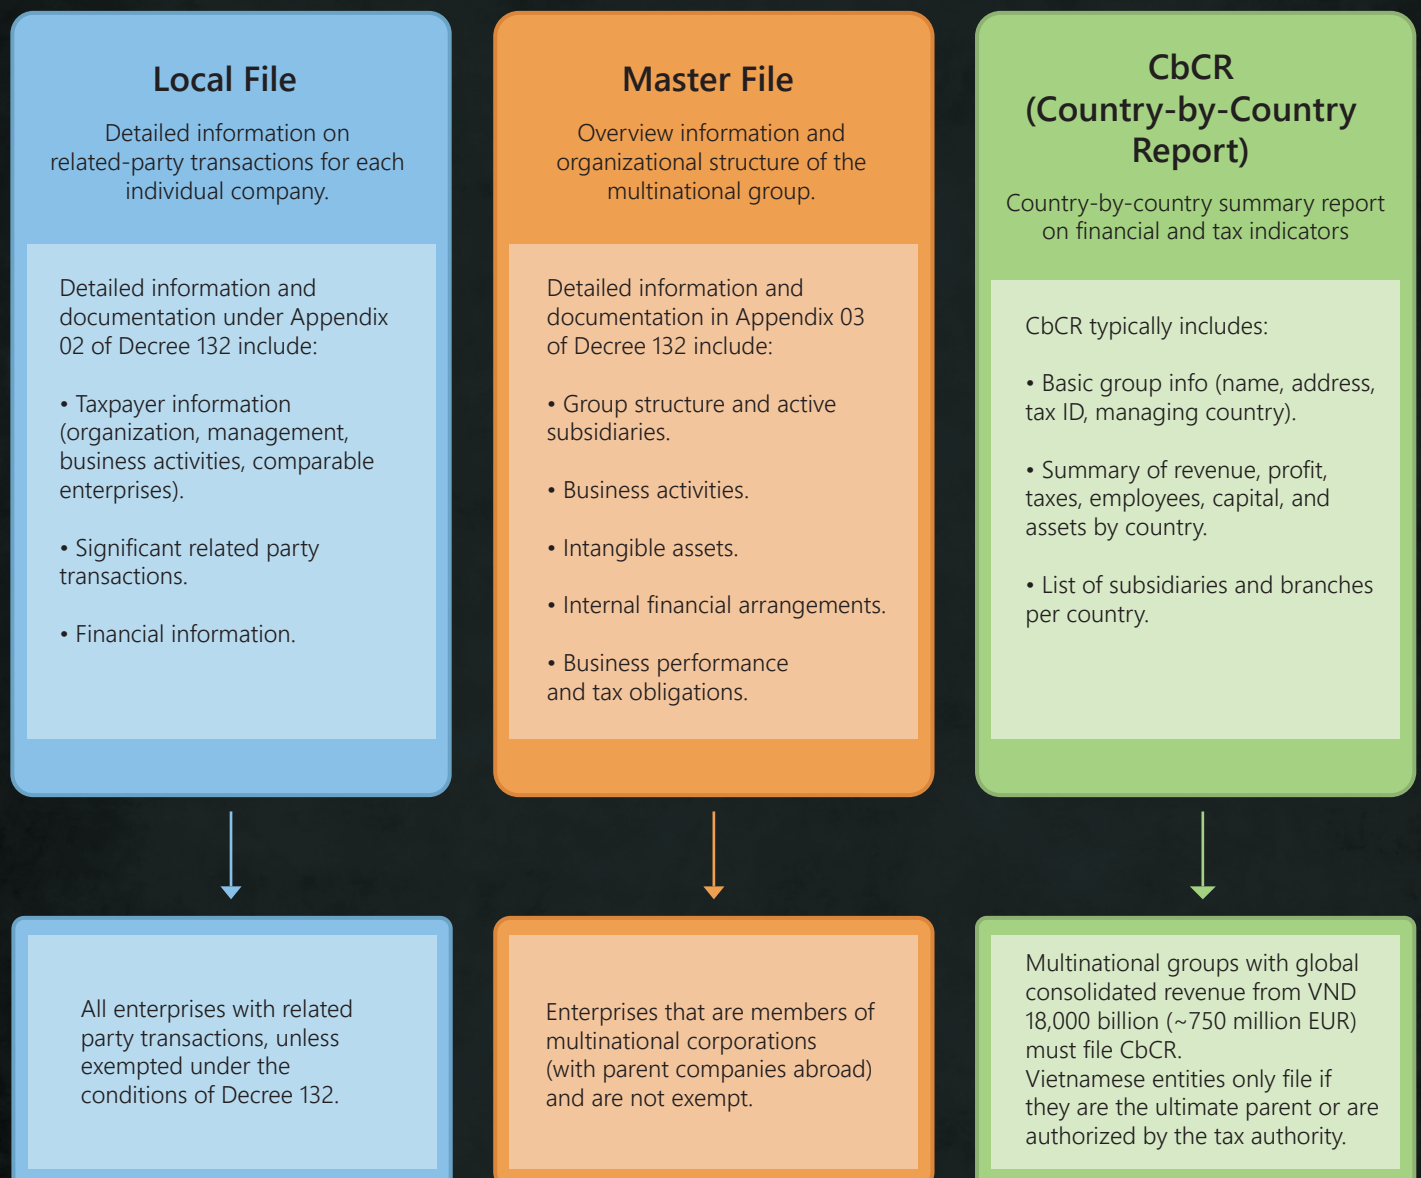 Local File
Detailed information on
related-party transactions for each
individual company.
Detailed information and
documentation under Appendix
02 of Decree 132 include:
• Taxpayer information
(organization, management,
business activities, comparable
enterprises).
• Significant related party
transactions.
• Financial information.
All enterprises with related
party transactions, unless
exempted under the
conditions of Decree 132.
Master File
Overview information and
organizational structure of the
multinational group.
Detailed information and
documentation in Appendix 03
of Decree 132 include:
• Group structure and active
subsidiaries.
• Business activities.
• Intangible assets.
• Internal financial arrangements.
• Business performance
and tax obligations.
Enterprises that are members of
multinational corporations
(with parent companies abroad)
and are not exempt.
CbCR
(Country-by-Country
Report)
Country-by-country summary report
on financial and tax indicators
CbCR typically includes:
• Basic group info (name, address,
tax ID, managing country).
• Summary of revenue, profit,
taxes, employees, capital, and
assets by country.
• List of subsidiaries and branches
per country.
Multinational groups with global
consolidated revenue from VND
18,000 billion (~750 million EUR)
must file CbCR.
Vietnamese entities only file if
they are the ultimate parent or are
authorized by the tax authority.